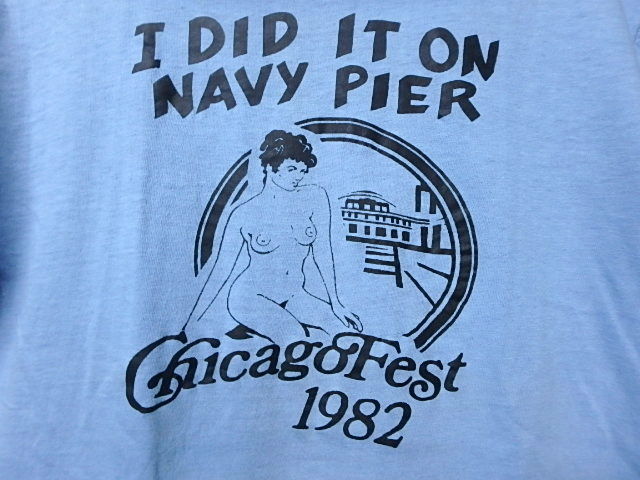 I DID IT ON
NAVY PIER
ChicagoFest
1982